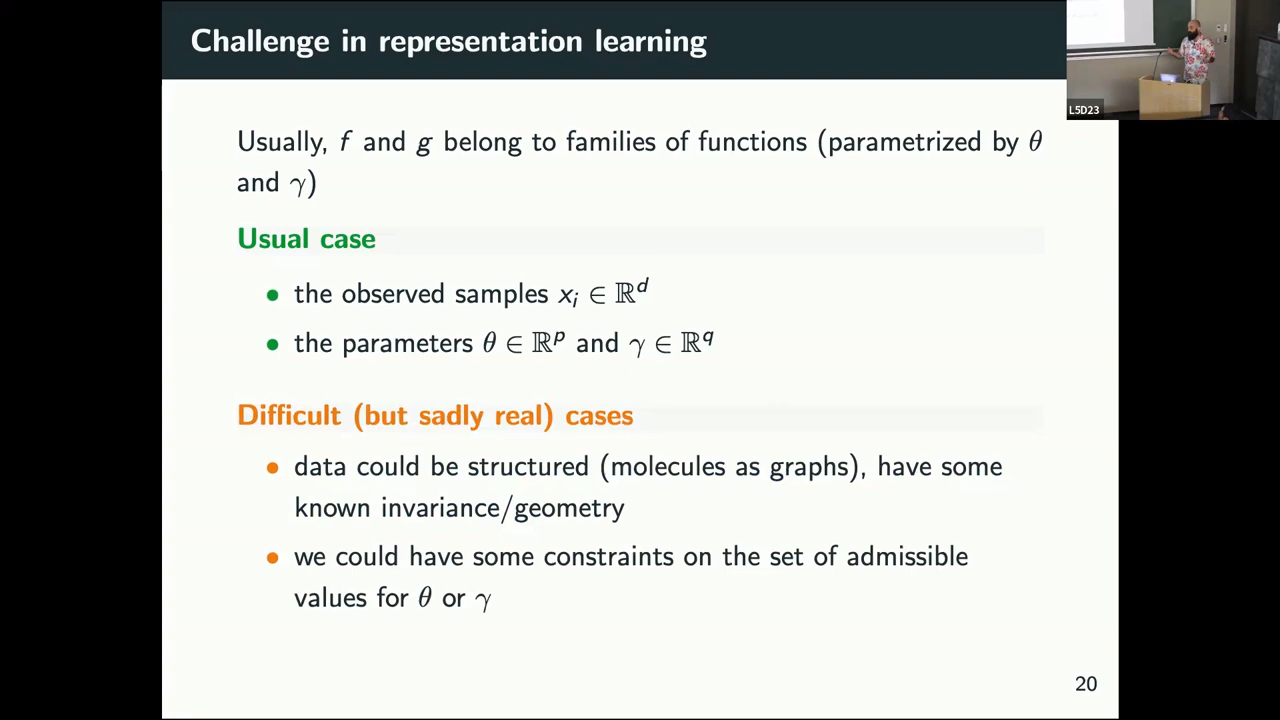 Challenge in representation learning
L5D23
Usually, f and g belong to families of functions (parametrized by θ
and γ)
Usual case
• the observed samples xᵢ ∈ ℝᵈ
• the parameters θ ∈ ℝᵖ and γ ∈ ℝ^q
Difficult (but sadly real) cases
• data could be structured (molecules as graphs), have some
known invariance/geometry
• we could have some constraints on the set of admissible
values for θ or γ
20